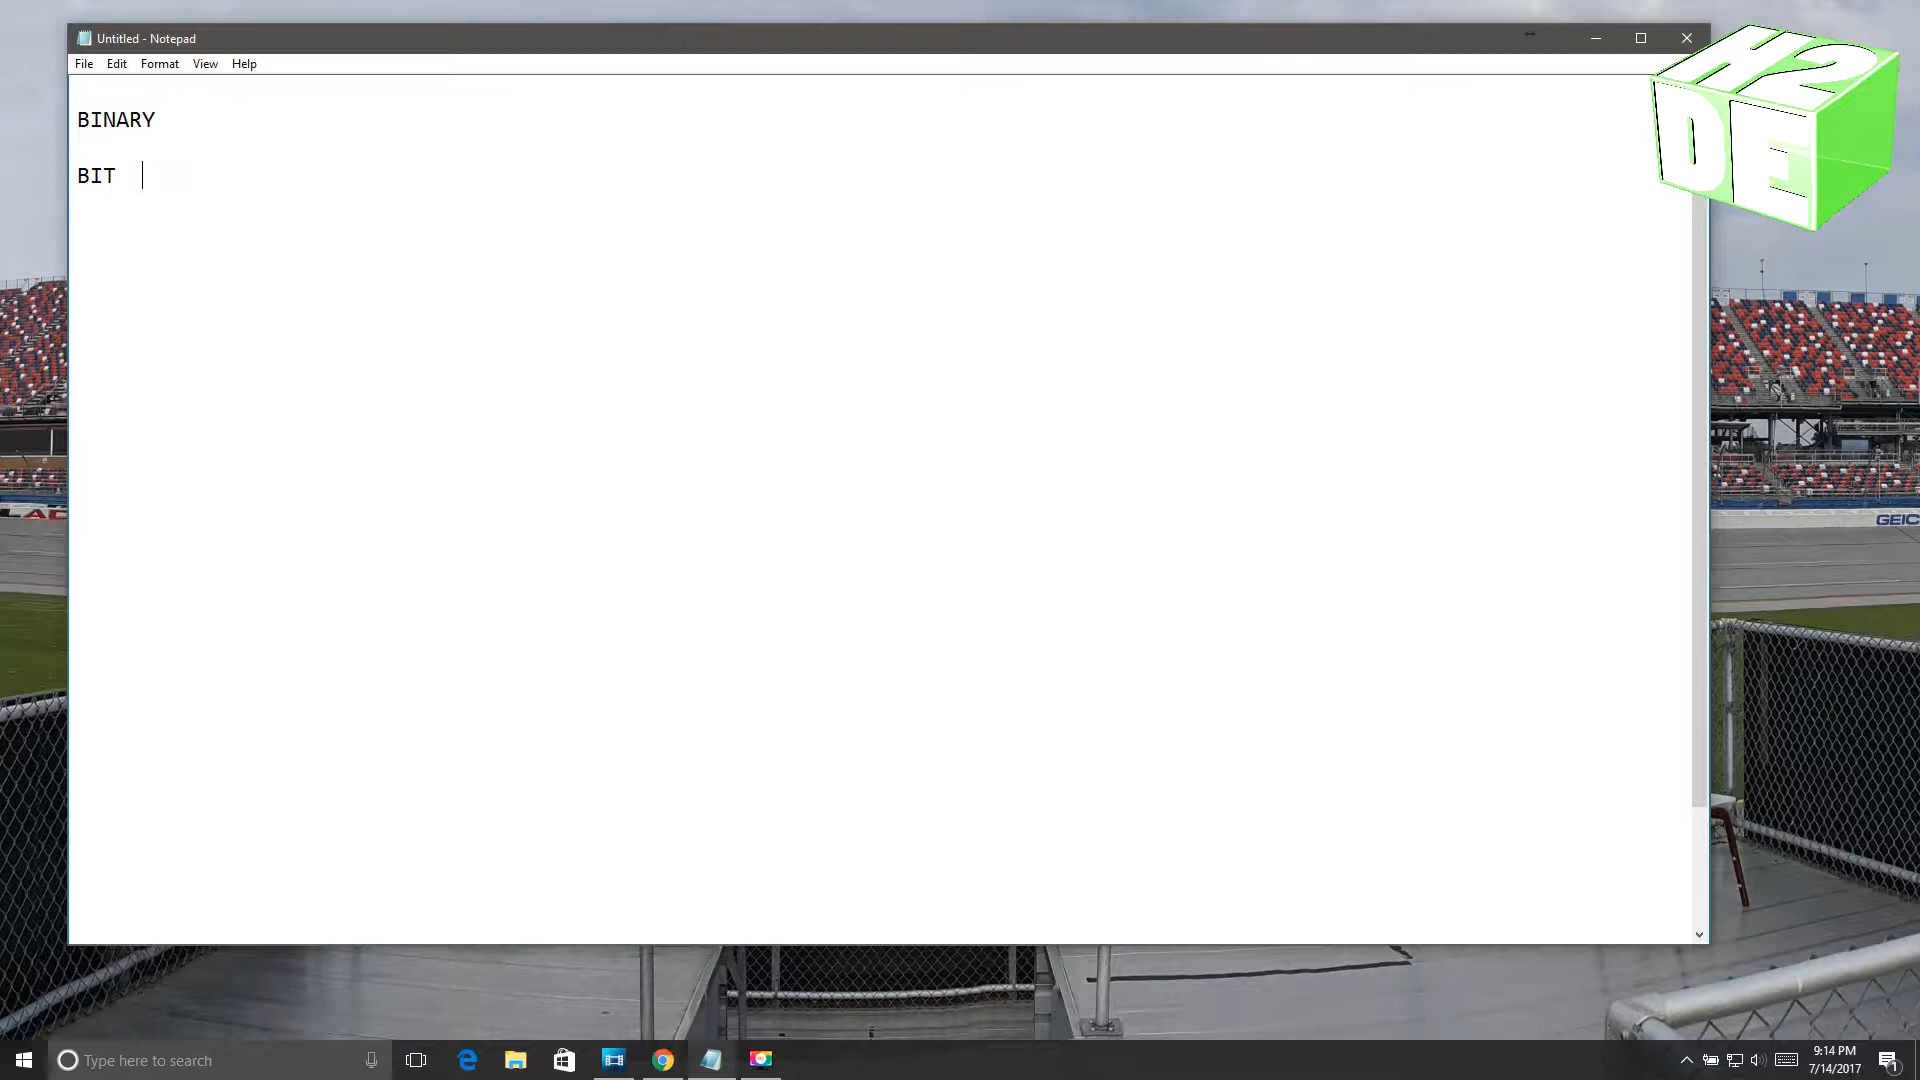 Untitled - Notepad
File Edit Format View Help
BINARY
BIT
H2
DE
GEIC
Type here to search
9:14 PM
7/14/2017
1